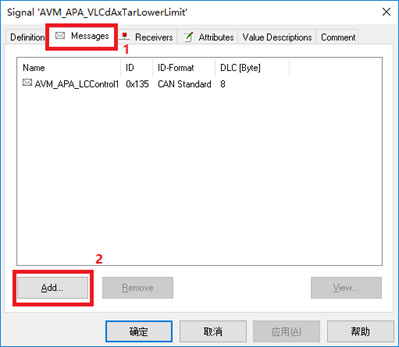 Signal 'AVM_APA_VLCdAxTarLowerLimit'
Definition Messages Receivers Attributes Value Descriptions Comment
1
Name ID ID-Format DLC [Byte]
AVM_APA_LCControl1 0x135 CAN Standard 8
2
Add... Remove View...
确定 取消 应用(A) 帮助